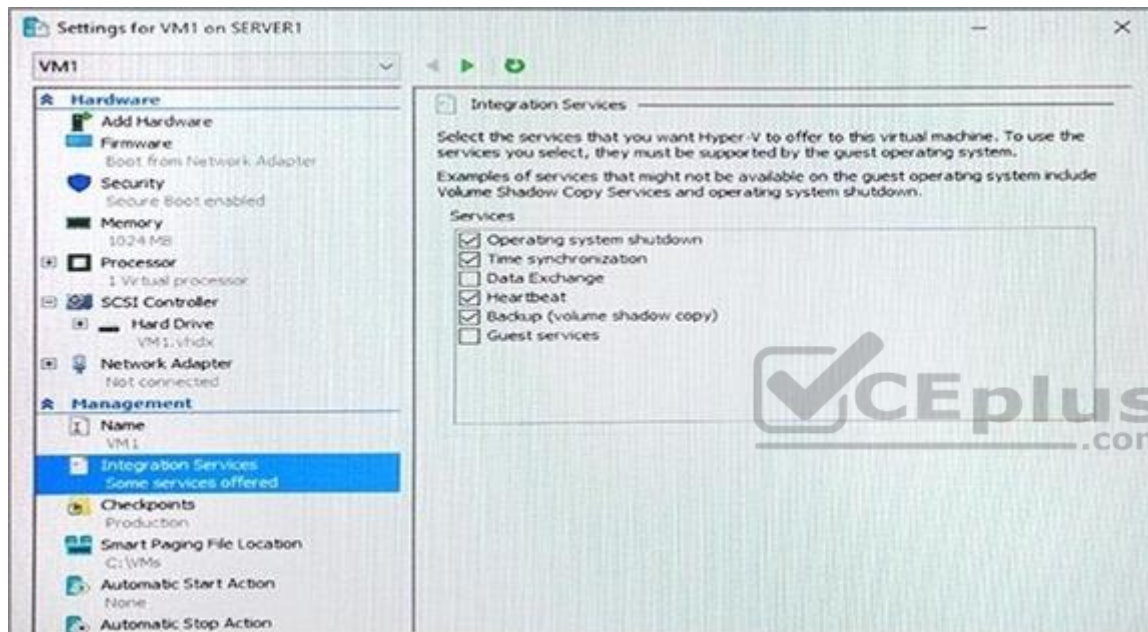 Settings for VM1 on SERVER1
VM1
Hardware
Add Hardware
Firmware
Boot from Network Adapter
Security
Secure Boot enabled
Memory
1024 MB
Processor
1 Virtual processor
SCSI Controller
Hard Drive
VM1.vhdx
Network Adapter
Not connected
Management
Name
VM1
Integration Services
Some services offered
Checkpoints
Production
Smart Paging File Location
C:\VMs
Automatic Start Action
None
Automatic Stop Action
Integration Services
Select the services that you want Hyper-V to offer to this virtual machine. To use the
services you select, they must be supported by the guest operating system.
Examples of services that might not be available on the guest operating system include
Volume Shadow Copy Services and operating system shutdown.
Services
Operating system shutdown
Time synchronization
Data Exchange
Heartbeat
Backup (volume shadow copy)
Guest services
CEplus
.com